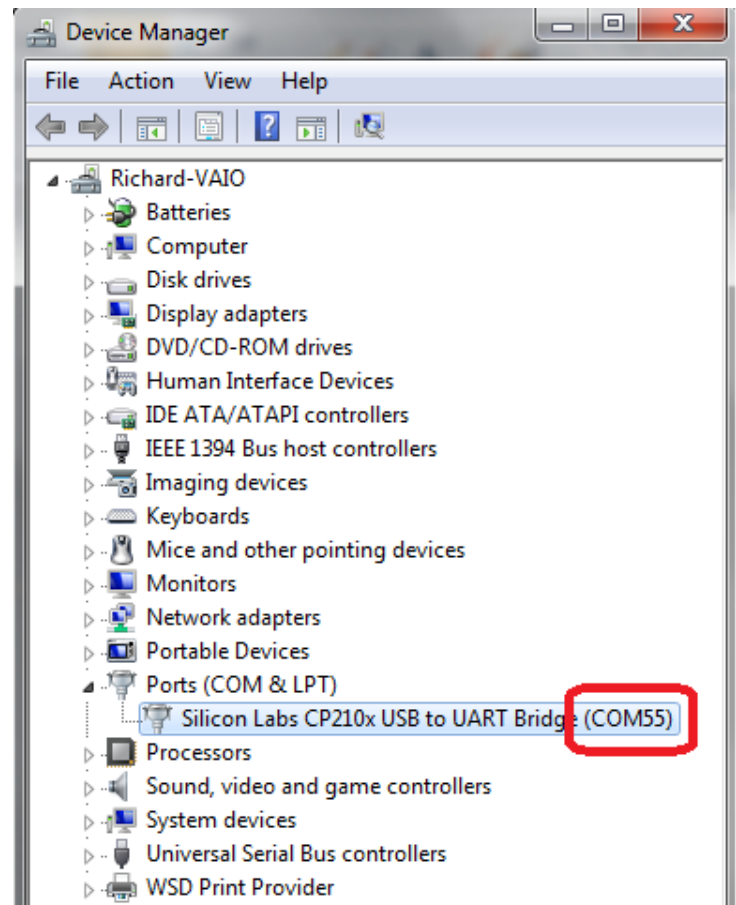 Device Manager
File Action View Help
Richard-VAIO
Batteries
Computer
Disk drives
Display adapters
DVD/CD-ROM drives
Human Interface Devices
IDE ATA/ATAPI controllers
IEEE 1394 Bus host controllers
Imaging devices
Keyboards
Mice and other pointing devices
Monitors
Network adapters
Portable Devices
Ports (COM & LPT)
Silicon Labs CP210x USB to UART Bridge (COM55)
Processors
Sound, video and game controllers
System devices
Universal Serial Bus controllers
WSD Print Provider